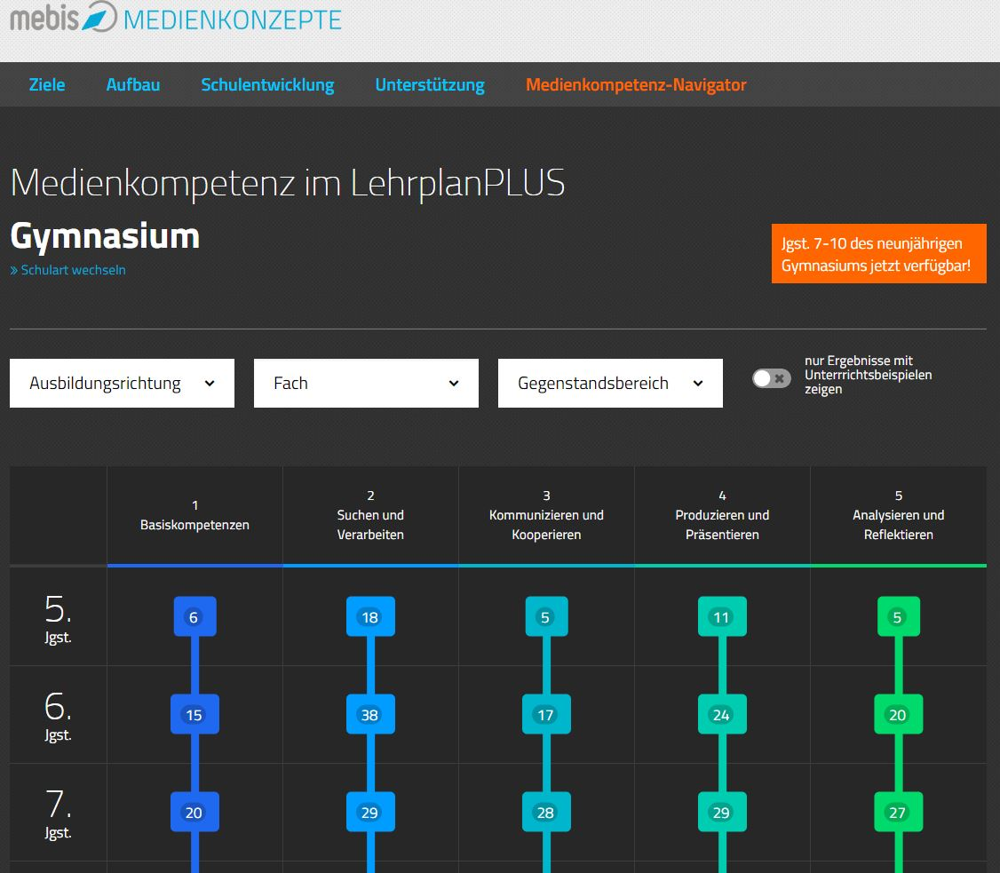 mebis MEDIENKONZEPTE
Ziele Aufbau Schulentwicklung Unterstützung Medienkompetenz-Navigator
Medienkompetenz im LehrplanPLUS
Gymnasium
» Schulart wechseln
Jgst. 7-10 des neunjährigen
Gymnasiums jetzt verfügbar!
Ausbildungsrichtung
Fach
Gegenstandsbereich
nur Ergebnisse mit
Unterrrichtsbeispielen
zeigen
1
Basiskompetenzen
2
Suchen und
Verarbeiten
3
Kommunizieren und
Kooperieren
4
Produzieren und
Präsentieren
5
Analysieren und
Reflektieren
5.
Jgst.
6 18 5 11 5
6.
Jgst.
15 38 17 24 20
7.
Jgst.
20 29 28 29 27